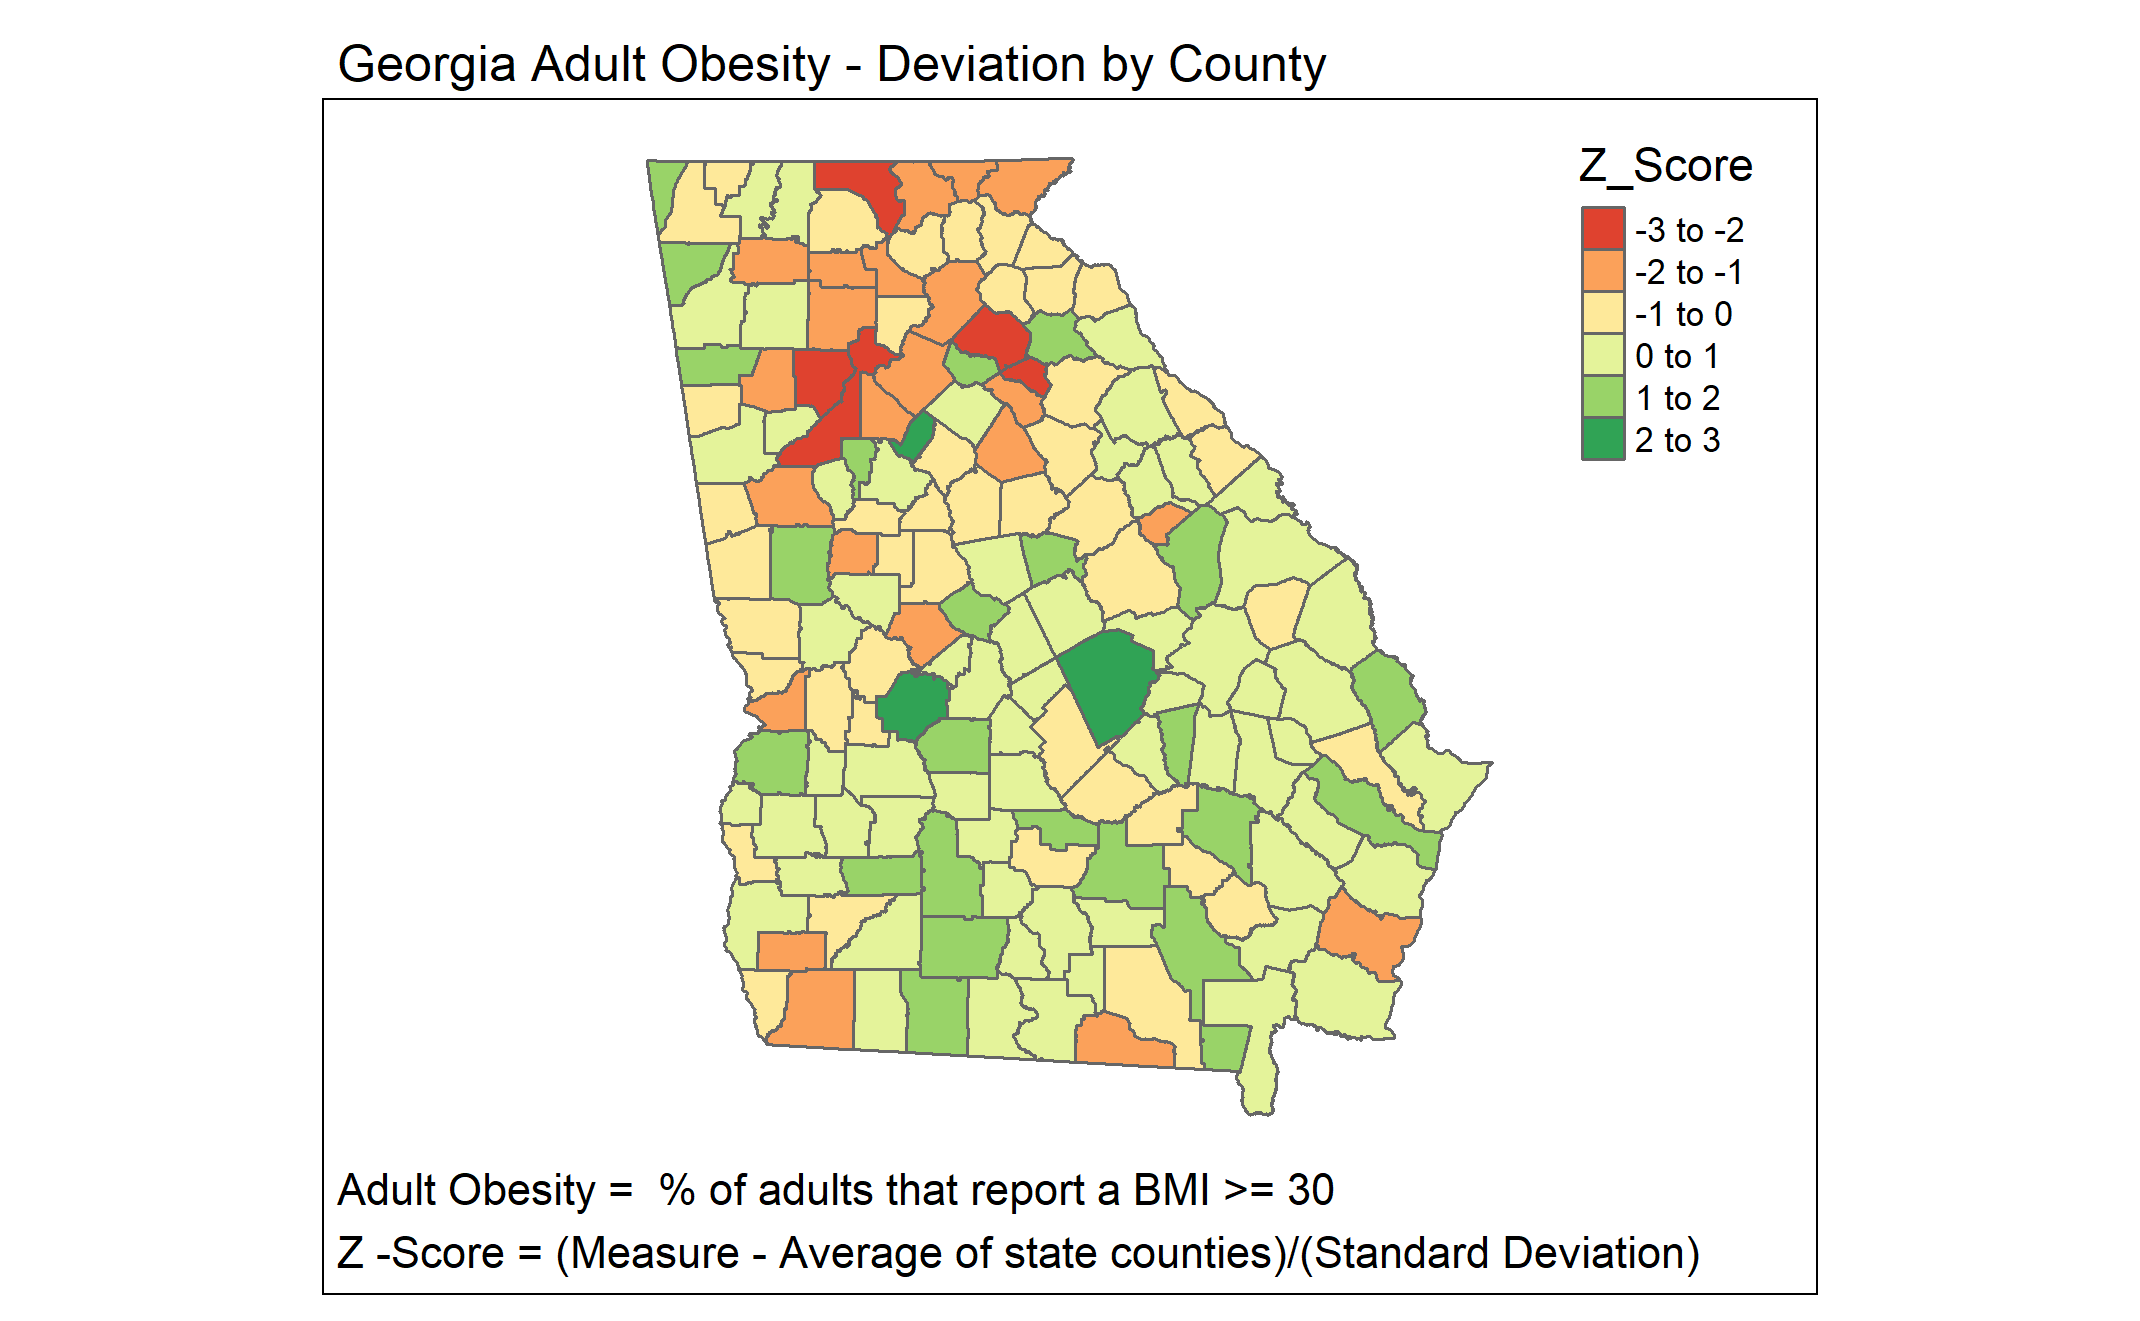 Georgia Adult Obesity - Deviation by County
Z_Score
-3 to -2
-2 to -1
-1 to 0
0 to 1
1 to 2
2 to 3
Adult Obesity =  % of adults that report a BMI >= 30
Z -Score = (Measure - Average of state counties)/(Standard Deviation)